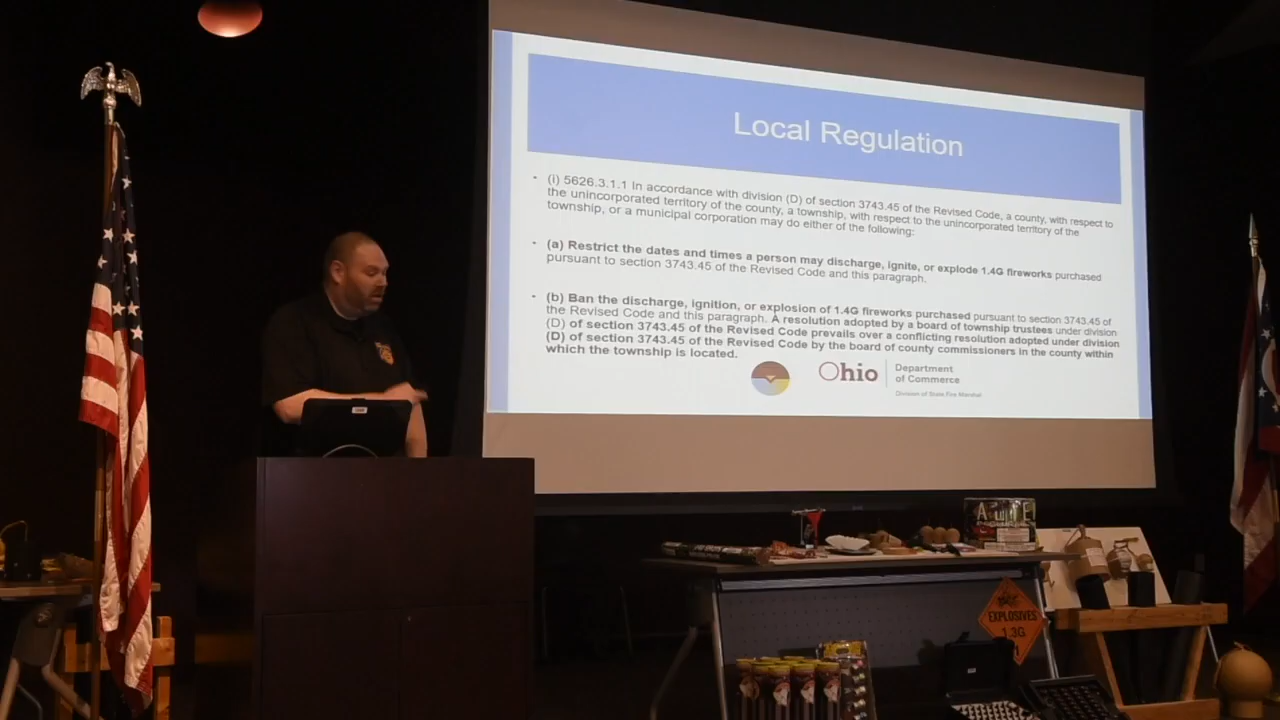 Local Regulation
• (i) 5626.3.1.1 In accordance with division (D) of section 3743.45 of the Revised Code, a county, with respect to
the unincorporated territory of the county, a township, with respect to the unincorporated territory of the
township, or a municipal corporation may do either of the following:
• (a) Restrict the dates and times a person may discharge, ignite, or explode 1.4G fireworks purchased
pursuant to section 3743.45 of the Revised Code and this paragraph.
• (b) Ban the discharge, ignition, or explosion of 1.4G fireworks purchased pursuant to section 3743.45 of
the Revised Code and this paragraph. A resolution adopted by a board of township trustees under division
(D) of section 3743.45 of the Revised Code prevails over a conflicting resolution adopted under division
(D) of section 3743.45 of the Revised Code by the board of county commissioners in the county within
which the township is located.
Ohio
Department
of Commerce
Division of State Fire Marshal
EXPLOSIVES
1.3G
1